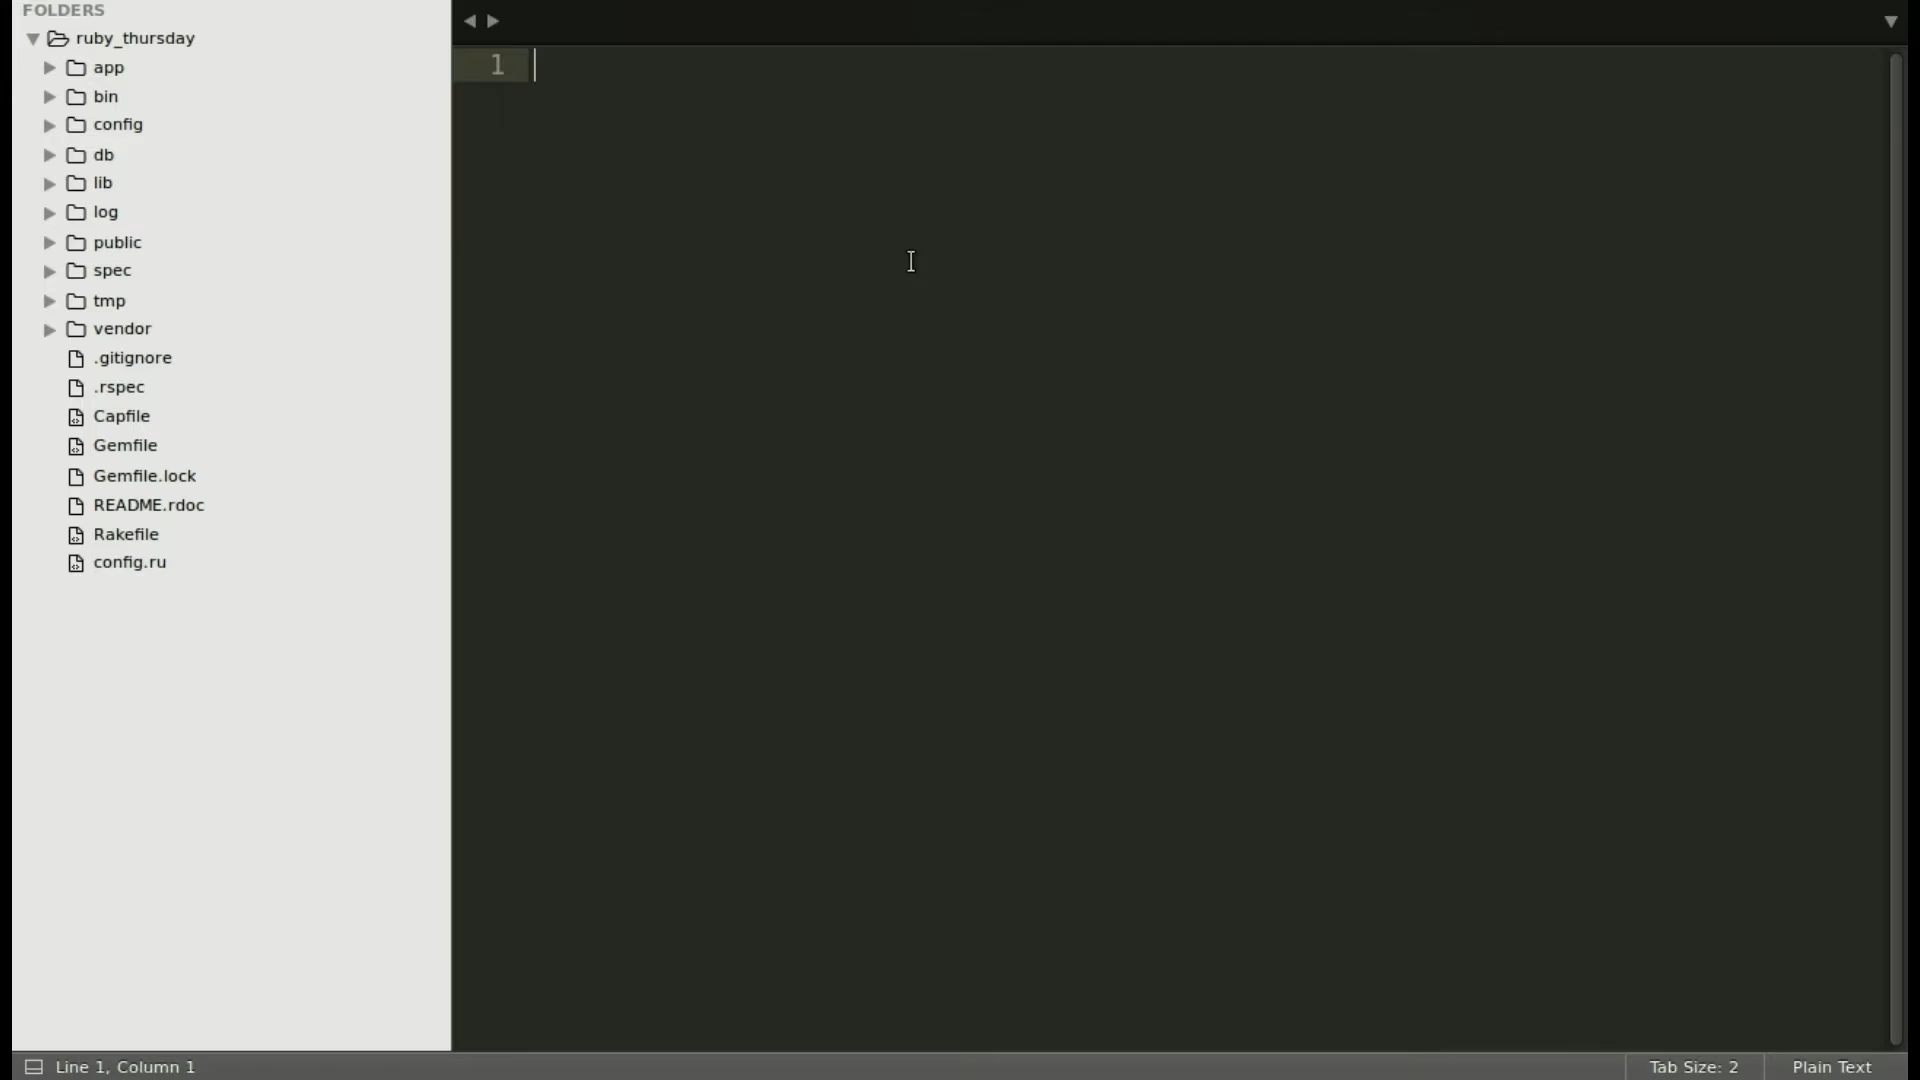 FOLDERS
ruby_thursday
app
bin
config
db
lib
log
public
spec
tmp
vendor
.gitignore
.rspec
Capfile
Gemfile
Gemfile.lock
README.rdoc
Rakefile
config.ru
1
Line 1, Column 1
Tab Size: 2
Plain Text